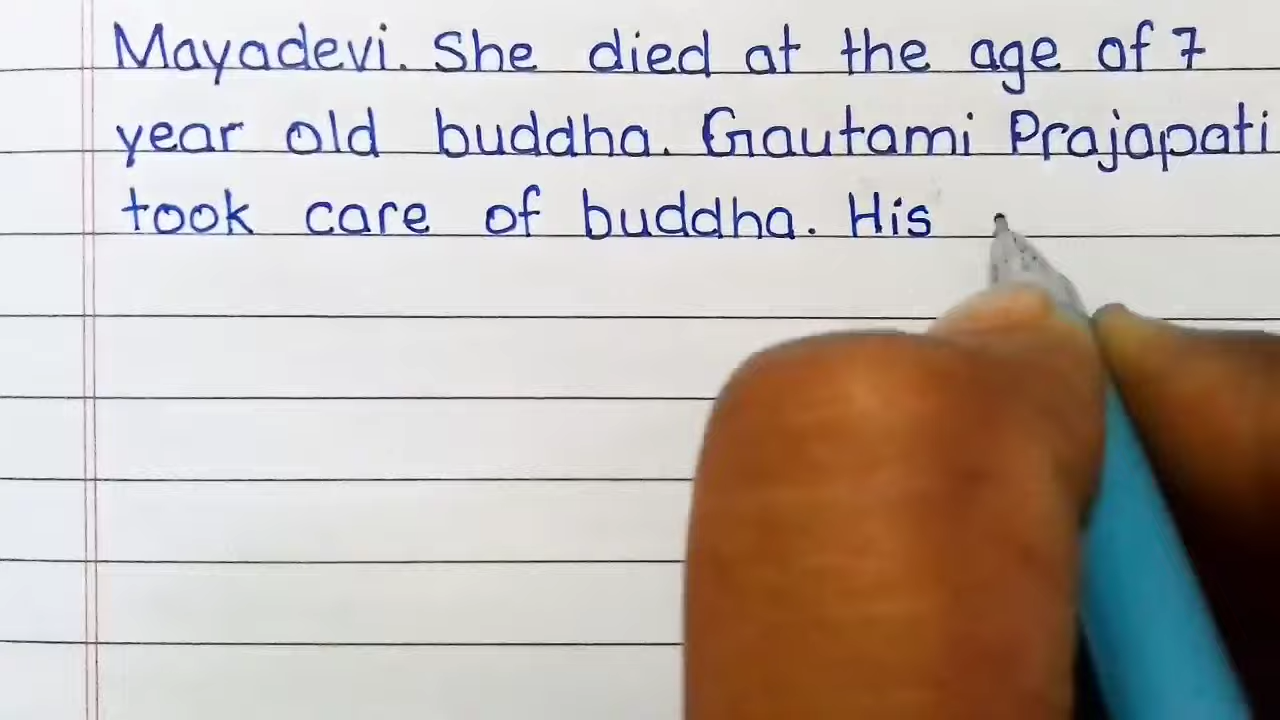 Mayadevi. She died at the age of 7
year old buddha. Gautami Prajapati
took care of buddha. His